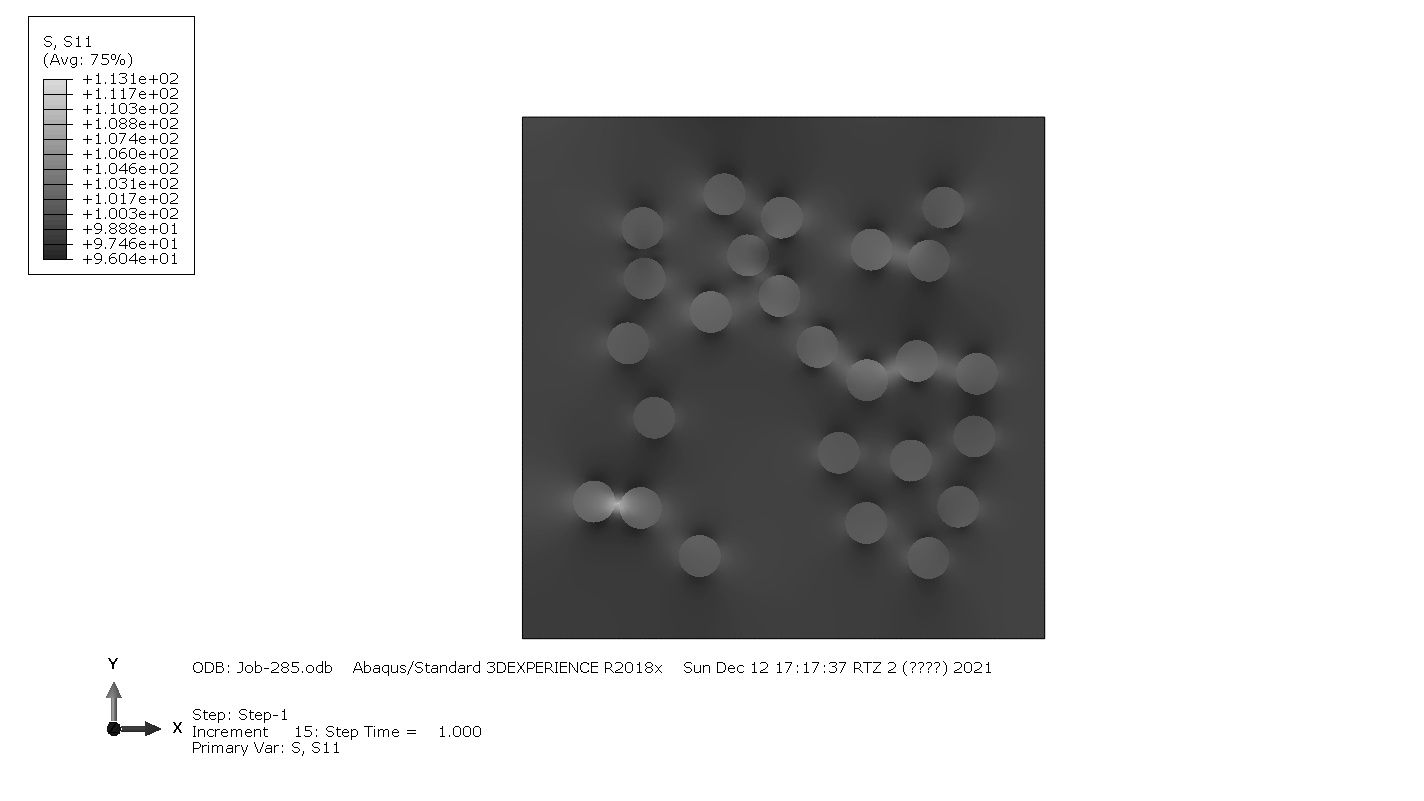 S, S11
(Avg: 75%)
+1.131e+02
+1.117e+02
+1.103e+02
+1.088e+02
+1.074e+02
+1.060e+02
+1.046e+02
+1.031e+02
+1.017e+02
+1.003e+02
+9.888e+01
+9.746e+01
+9.604e+01
Y
X
ODB: Job-285.odb    Abaqus/Standard 3DEXPERIENCE R2018x    Sun Dec 12 17:17:37 RTZ 2 (????) 2021
Step: Step-1
Increment     15: Step Time =    1.000
Primary Var: S, S11